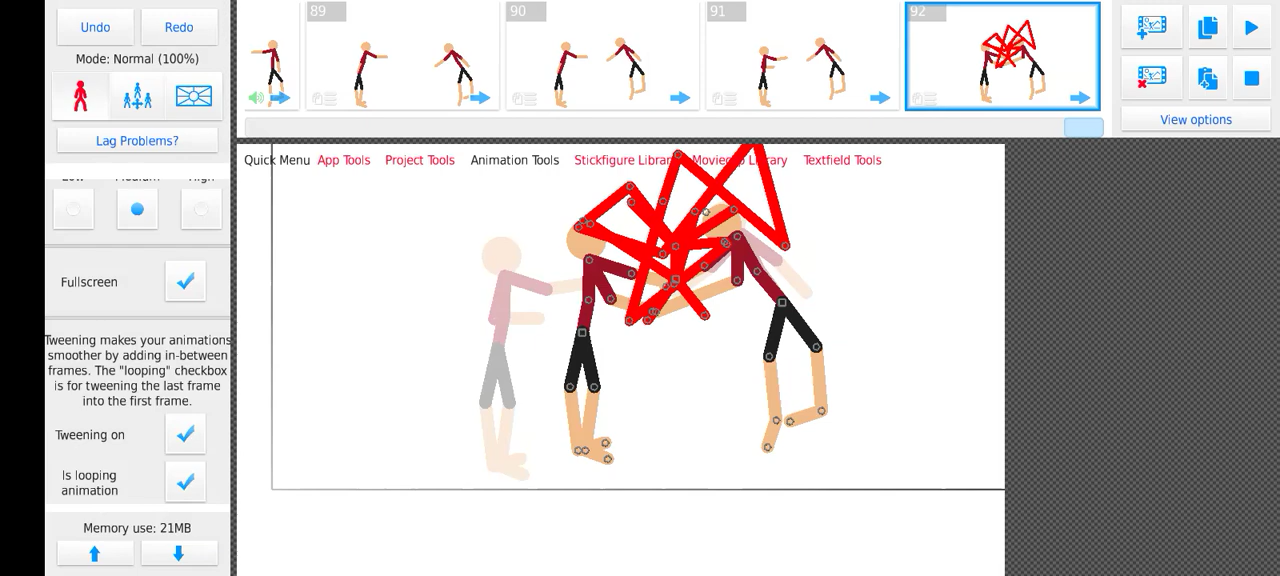 Undo
Redo
Mode: Normal (100%)
Lag Problems?
Medium
High
Fullscreen
Tweening makes your animations
smoother by adding in-between
frames. The "looping" checkbox
is for tweening the last frame
into the first frame.
Tweening on
Is looping
animation
Memory use: 21MB
89
90
91
92
View options
Quick Menu
App Tools
Project Tools
Animation Tools
Stickfigure
Textfield Tools